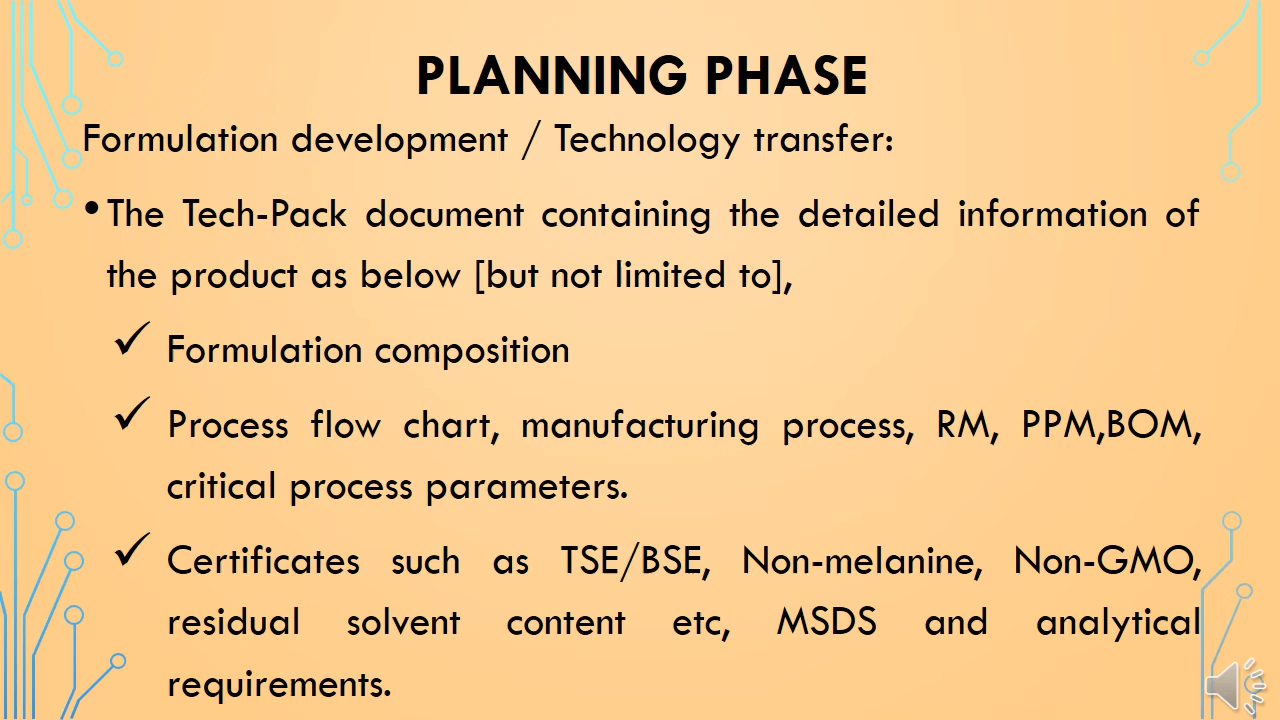 PLANNING PHASE
Formulation development / Technology transfer:
• The Tech-Pack document containing the detailed information of
the product as below [but not limited to],
✓ Formulation composition
✓ Process flow chart, manufacturing process, RM, PPM,BOM,
critical process parameters.
✓ Certificates such as TSE/BSE, Non-melanine, Non-GMO,
residual solvent content etc, MSDS and analytical
requirements.